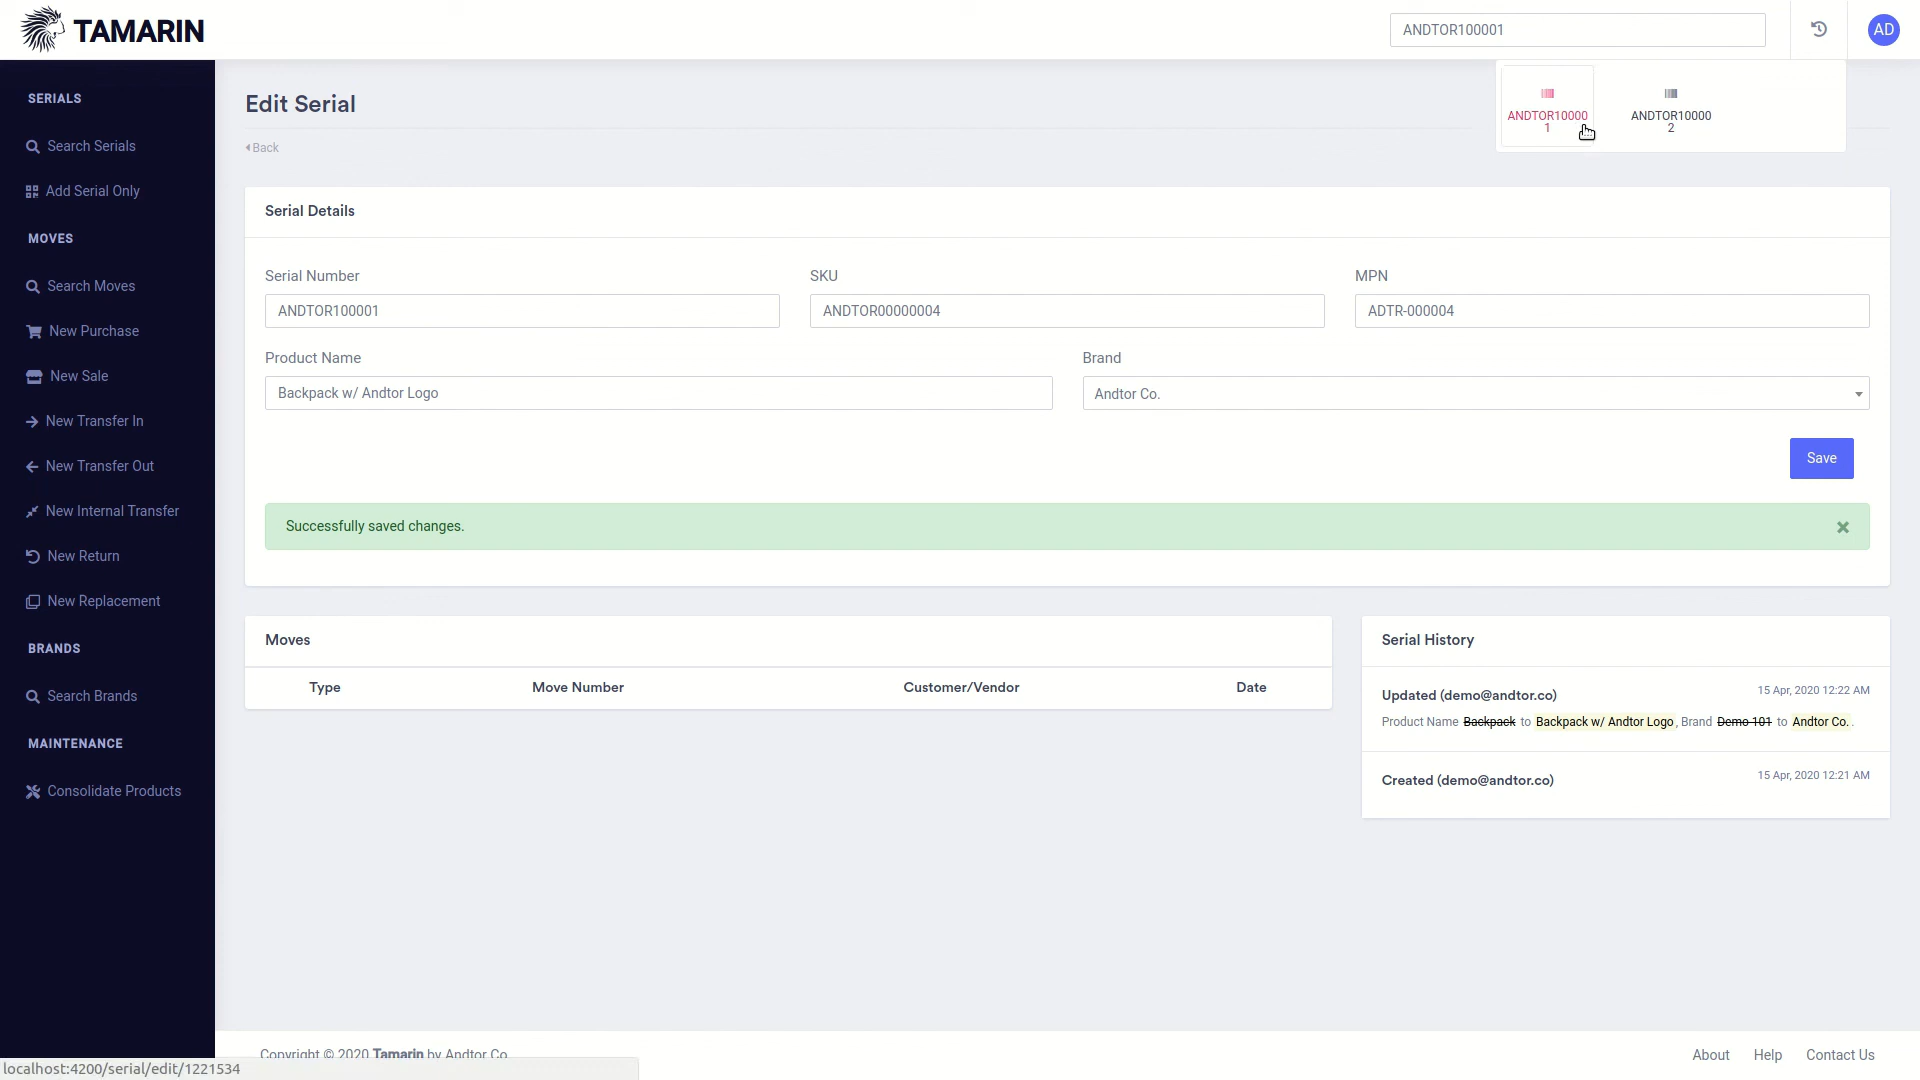 TAMARIN
ANDTOR100001
AD
SERIALS
Search Serials
Add Serial Only
MOVES
Search Moves
New Purchase
New Sale
New Transfer In
New Transfer Out
New Internal Transfer
New Return
New Replacement
BRANDS
Search Brands
MAINTENANCE
Consolidate Products
Edit Serial
Back
ANDTOR10000
1
ANDTOR10000
2
Serial Details
Serial Number
SKU
MPN
ANDTOR100001
ANDTOR00000004
ADTR-000004
Product Name
Brand
Backpack w/ Andtor Logo
Andtor Co.
Save
Successfully saved changes.
Moves
Type Move Number Customer/Vendor Date
Serial History
Updated (demo@andtor.co) 15 Apr, 2020 12:22 AM
Product Name Backpack to Backpack w/ Andtor Logo, Brand Demo 101 to Andtor Co..
Created (demo@andtor.co) 15 Apr, 2020 12:21 AM
Copyright © 2020 Tamarin by Andtor Co
About Help Contact Us
localhost:4200/serial/edit/1221534